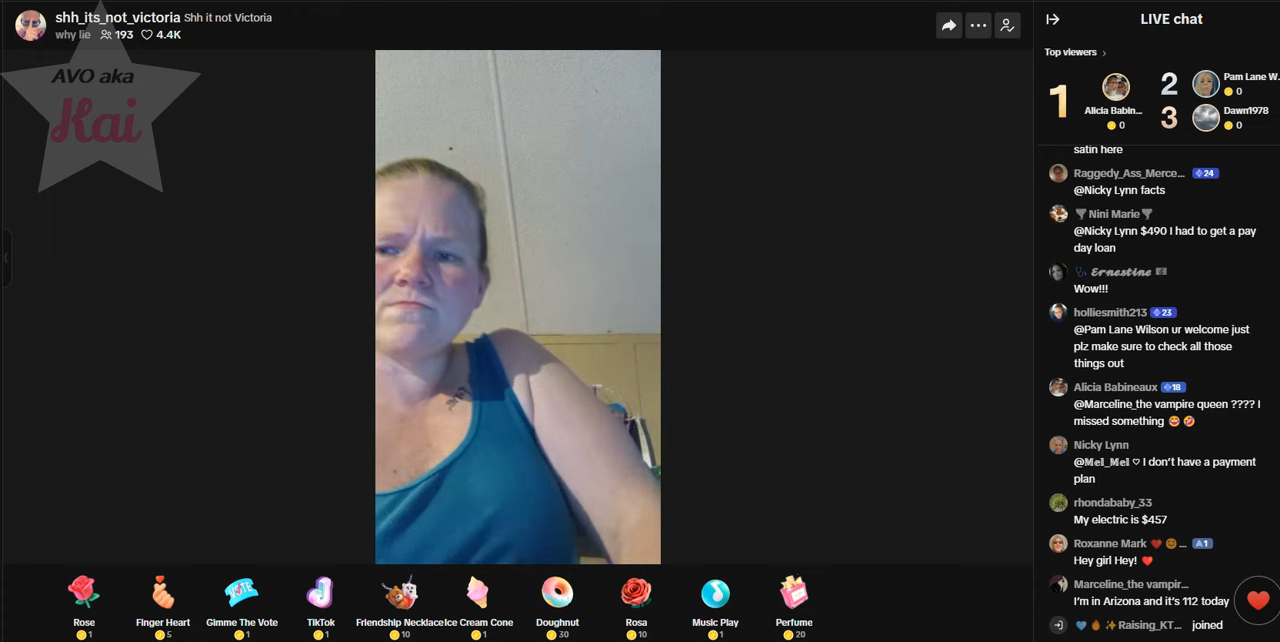 shh_its_not_victoria Shh it not Victoria
why lie 193 4.4K
AVO aka
Kai
LIVE chat
Top viewers
1 Alicia Babin... 0
2 Pam Lane W... 0
3 Dawn1978 0
satin here
Raggedy_Ass_Merce... 24
@Nicky Lynn facts
Nini Marie
@Nicky Lynn $490 I had to get a pay
day loan
𝓔𝓻𝓷𝓮𝓼𝓽𝓲𝓷𝓮
Wow!!!
holliesmith213 23
@Pam Lane Wilson ur welcome just
plz make sure to check all those
things out
Alicia Babineaux 18
@Marceline_the vampire queen ???? I
missed something 😂 🤣
Nicky Lynn
@𝕄𝕖𝕝_𝕄𝕖𝕝 ♡ I don't have a payment
plan
rhondababy_33
My electric is $457
Roxanne Mark ❤️ 😊 ... 1
Hey girl Hey! ❤️
Marceline_the vampir...
I'm in Arizona and it's 112 today
💙 🔥 ✨ Raising_KT... joined
Rose
1
Finger Heart
5
Gimme The Vote
1
TikTok
1
Friendship Necklace
10
Ice Cream Cone
1
Doughnut
30
Rosa
10
Music Play
1
Perfume
20